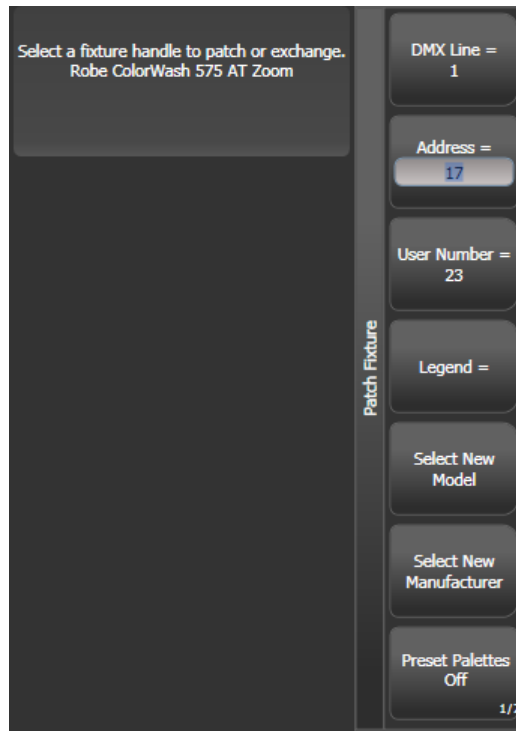 Select a fixture handle to patch or exchange.
Robe ColorWash 575 AT Zoom
Patch Fixture
DMX Line =
1
Address =
17
User Number =
23
Legend =
Select New
Model
Select New
Manufacturer
Preset Palettes
Off